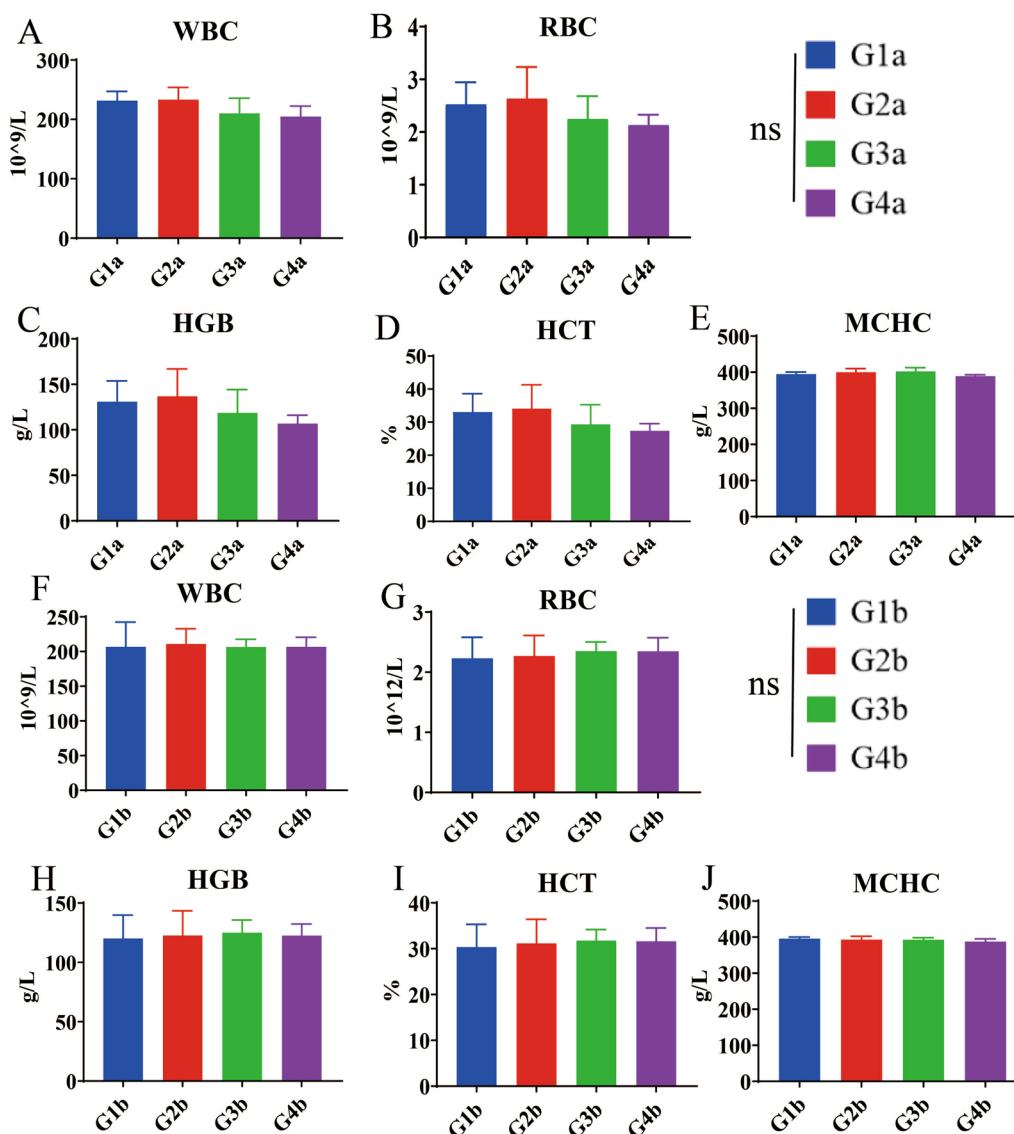 A
WBC
10^9/L
300
200
100
0
G1a
G2a
G3a
G4a
B
RBC
10^9/L
4
3
2
1
0
G1a
G2a
G3a
G4a
ns
G1a
G2a
G3a
G4a
C
HGB
g/L
200
150
100
50
0
G1a
G2a
G3a
G4a
D
HCT
%
50
40
30
20
10
0
G1a
G2a
G3a
G4a
E
MCHC
g/L
500
400
300
200
100
0
G1a
G2a
G3a
G4a
F
WBC
10^9/L
250
200
150
100
50
0
G1b
G2b
G3b
G4b
G
RBC
10^12/L
3
2
1
0
G1b
G2b
G3b
G4b
ns
G1b
G2b
G3b
G4b
H
HGB
g/L
150
100
50
0
G1b
G2b
G3b
G4b
I
HCT
%
40
30
20
10
0
G1b
G2b
G3b
G4b
J
MCHC
g/L
500
400
300
200
100
0
G1b
G2b
G3b
G4b